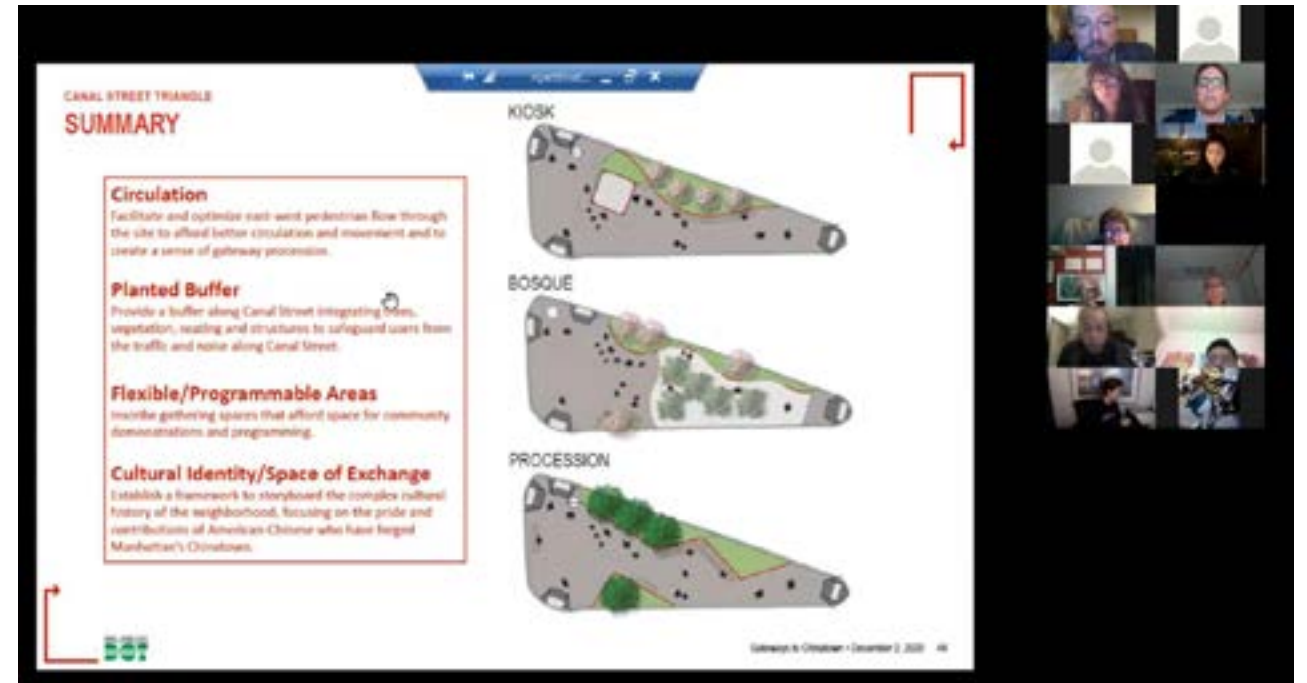 CANAL STREET TRIANGLE
SUMMARY
Circulation
Facilitate and optimize east-west pedestrian flow through
the site to afford better circulation and movement and to
create a sense of gateway procession.
Planted Buffer
Provide a buffer along Canal Street integrating trees,
vegetation, seating and structures to safeguard users from
the traffic and noise along Canal Street.
Flexible/Programmable Areas
Inscribe gathering spaces that afford space for community
demonstrations and programming.
Cultural Identity/Space of Exchange
Establish a framework to storyboard the complex cultural
history of the neighborhood, focusing on the pride and
contributions of American Chinese who have forged
Manhattan's Chinatown.
KIOSK
BOSQUE
PROCESSION
DOT
Gateways to Chinatown • December 2, 2020